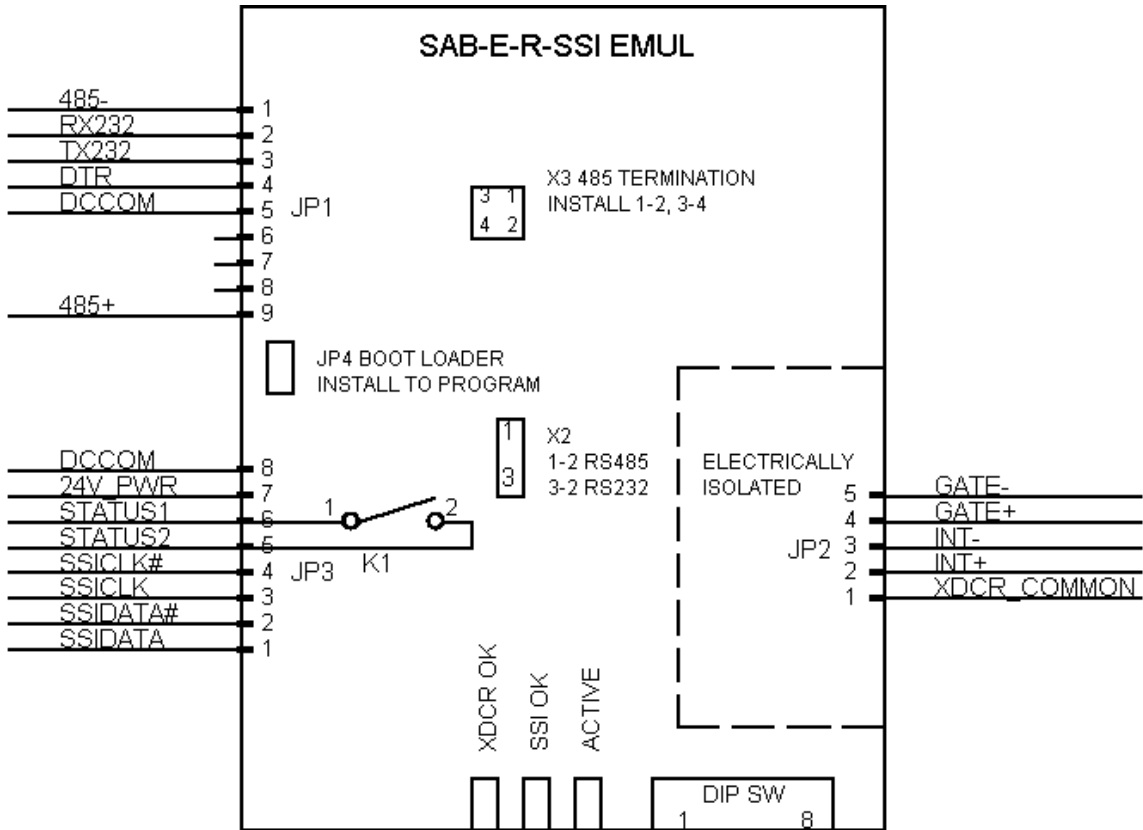 SAB-E-R-SSI EMUL
485- 1
RX232 2
TX232 3
DTR 4
DCCOM 5 JP1
6
7
8
485+ 9
X3 485 TERMINATION
INSTALL 1-2, 3-4
3 1
4 2
JP4 BOOT LOADER
INSTALL TO PROGRAM
1
3
X2
1-2 RS485
3-2 RS232
DCCOM 8
24V_PWR 7
STATUS1 6
STATUS2 5
SSICLK# 4 JP3
SSICLK 3
SSIDATA# 2
SSIDATA 1
1 2
K1
ELECTRICALLY
ISOLATED
5 GATE-
4 GATE+
JP2 3 INT-
2 INT+
1 XDCR_COMMON
XDCR OK
SSI OK
ACTIVE
DIP SW
1 8